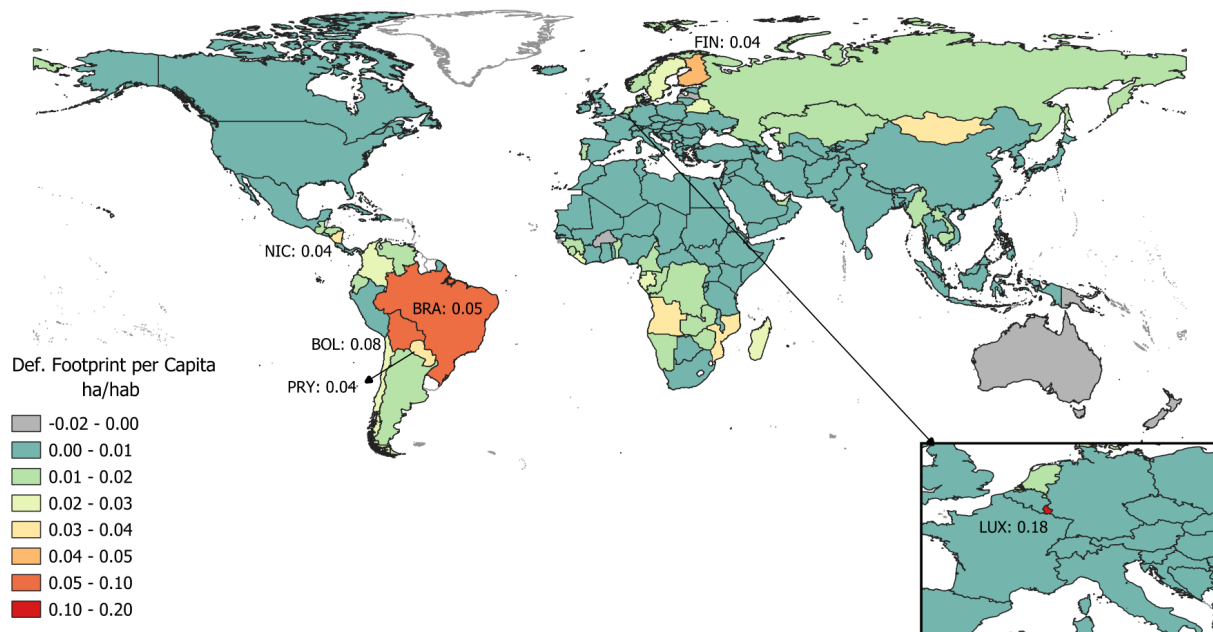 FIN: 0.04
NIC: 0.04
BRA: 0.05
BOL: 0.08
PRY: 0.04
Def. Footprint per Capita
ha/hab
-0.02 - 0.00
0.00 - 0.01
0.01 - 0.02
0.02 - 0.03
0.03 - 0.04
0.04 - 0.05
0.05 - 0.10
0.10 - 0.20
LUX: 0.18